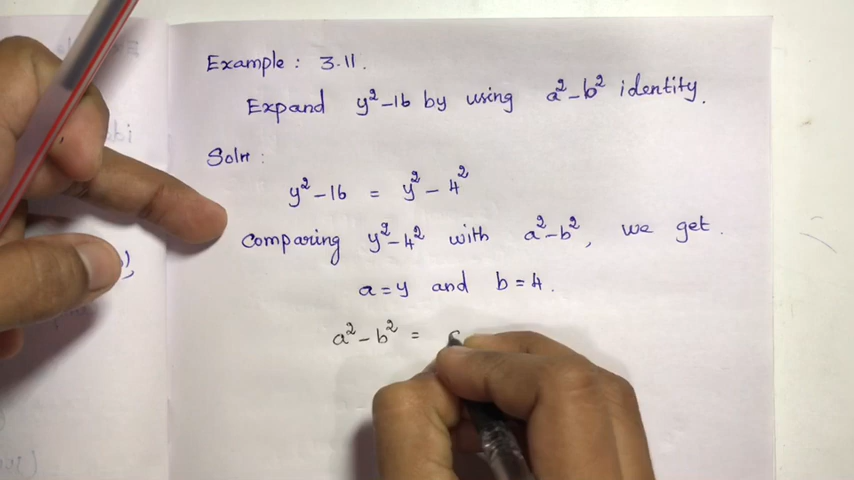 Example : 3.11.
Expand y²-16 by using a²-b² identity.
Soln :
y²-16 = y²-4²
Comparing y²-4² with a²-b², we get.
a=y and b=4.
a²-b² =